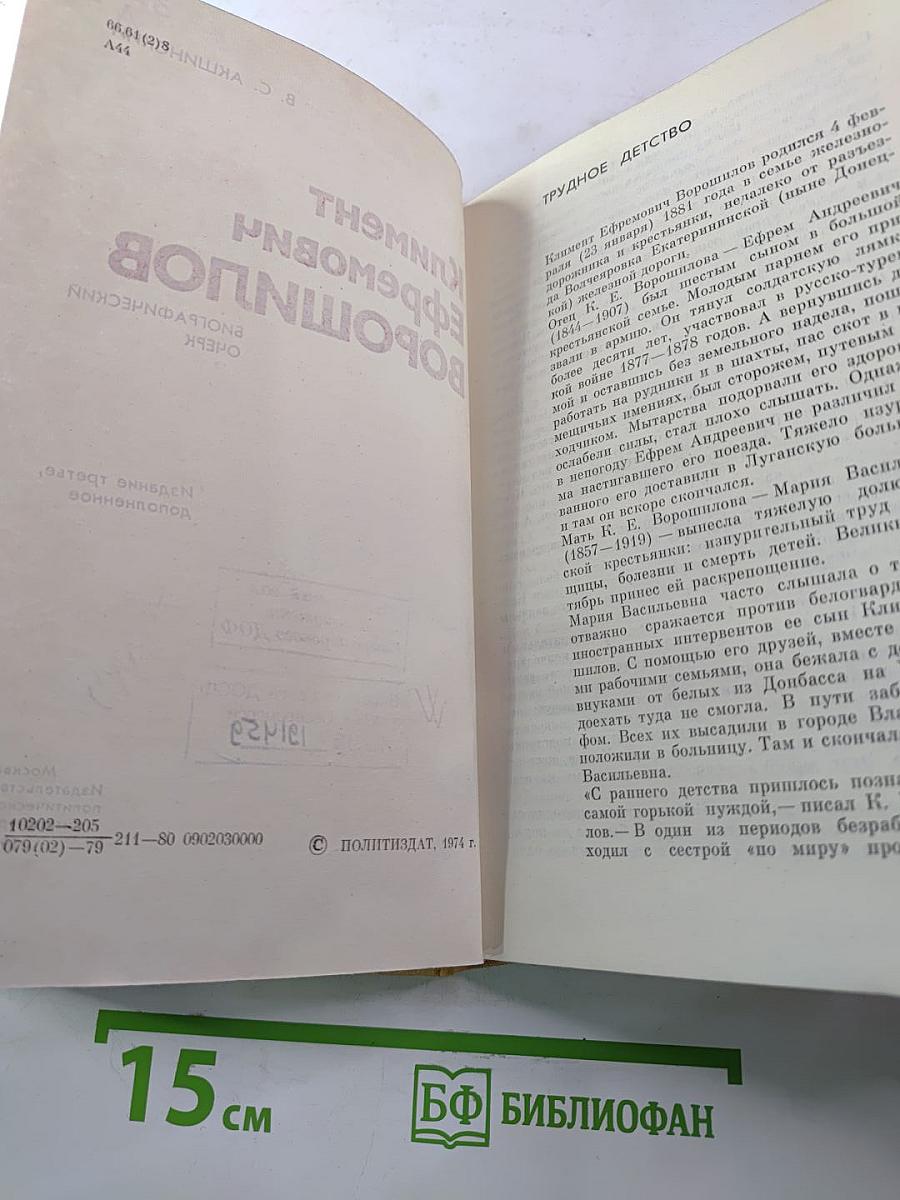 66.61(2)8
А44
В. С. АКШИНСКИЙ
Климент
Ефремович
ВОРОШИЛОВ
БИОГРАФИЧЕСКИЙ
ОЧЕРК
Издание третье,
дополненное
191459
10202—205
079(02)—79
211—80 0902030000
© ПОЛИТИЗДАТ, 1974 г.
ТРУДНОЕ ДЕТСТВО
Климент Ефремович Ворошилов родился 4 фев-
раля (23 января) 1881 года в семье железно-
дорожника и крестьянки, недалеко от разъез-
да Волчеяровка Екатерининской (ныне Донец-
кой) железной дороги.
Отец К. Е. Ворошилова — Ефрем Андреевич
(1844—1907) был шестым сыном в большой
крестьянской семье. Молодым парнем его при
звали в армию. Он тянул солдатскую лямк
более десяти лет, участвовал в русско-турец
кой войне 1877—1878 годов. А вернувшись д
мой и оставшись без земельного надела, пош
работать на рудники и в шахты, пас скот в
мещичьих имениях, был сторожем, путевым
ходчиком. Мытарства подорвали его здоров
ослабели силы, стал плохо слышать. Однаж
в непогоду Ефрем Андреевич не различил
ма настигавшего его поезда. Тяжело изур
ванного его доставили в Луганскую больн
и там он вскоре скончался.
Мать К. Е. Ворошилова — Мария Васил
(1857—1919) — вынесла тяжелую долю
ской крестьянки: изнурительный труд
щицы, болезни и смерть детей. Велики
тябрь принес ей раскрепощение.
Мария Васильевна часто слышала о т
отважно сражается против белогвард
иностранных интервентов ее сын Кли
шилов. С помощью его друзей, вместе
ми рабочими семьями, она бежала с д
внуками от белых из Донбасса на
доехать туда не смогла. В пути заб
фом. Всех их высадили в городе Вла
положили в больницу. Там и скончал
Васильевна.
«С раннего детства пришлось позна
самой горькой нуждой,— писал К.
лов.— В один из периодов безраб
ходил с сестрой «по миру» про
15 см
БФ БИБЛИОФАН